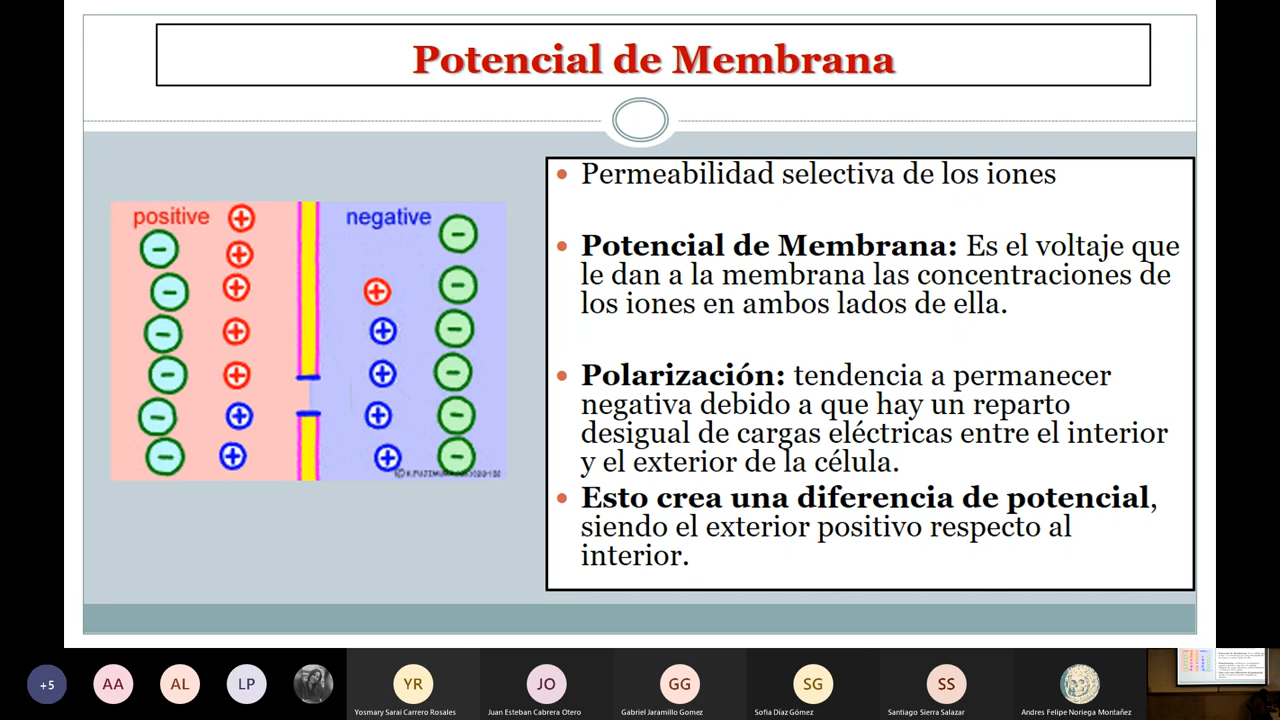 Potencial de Membrana
positive
negative
• Permeabilidad selectiva de los iones
• Potencial de Membrana: Es el voltaje que
le dan a la membrana las concentraciones de
los iones en ambos lados de ella.
• Polarización: tendencia a permanecer
negativa debido a que hay un reparto
desigual de cargas eléctricas entre el interior
y el exterior de la célula.
• Esto crea una diferencia de potencial,
siendo el exterior positivo respecto al
interior.
+5
AA
AL
LP
YR
JO
GG
SG
SS
Yosmary Sarai Carrero Rosales
Juan Esteban Cabrera Otero
Gabriel Jaramillo Gomez
Sofia Díaz Gómez
Santiago Sierra Salazar
Andres Felipe Noriega Montañez